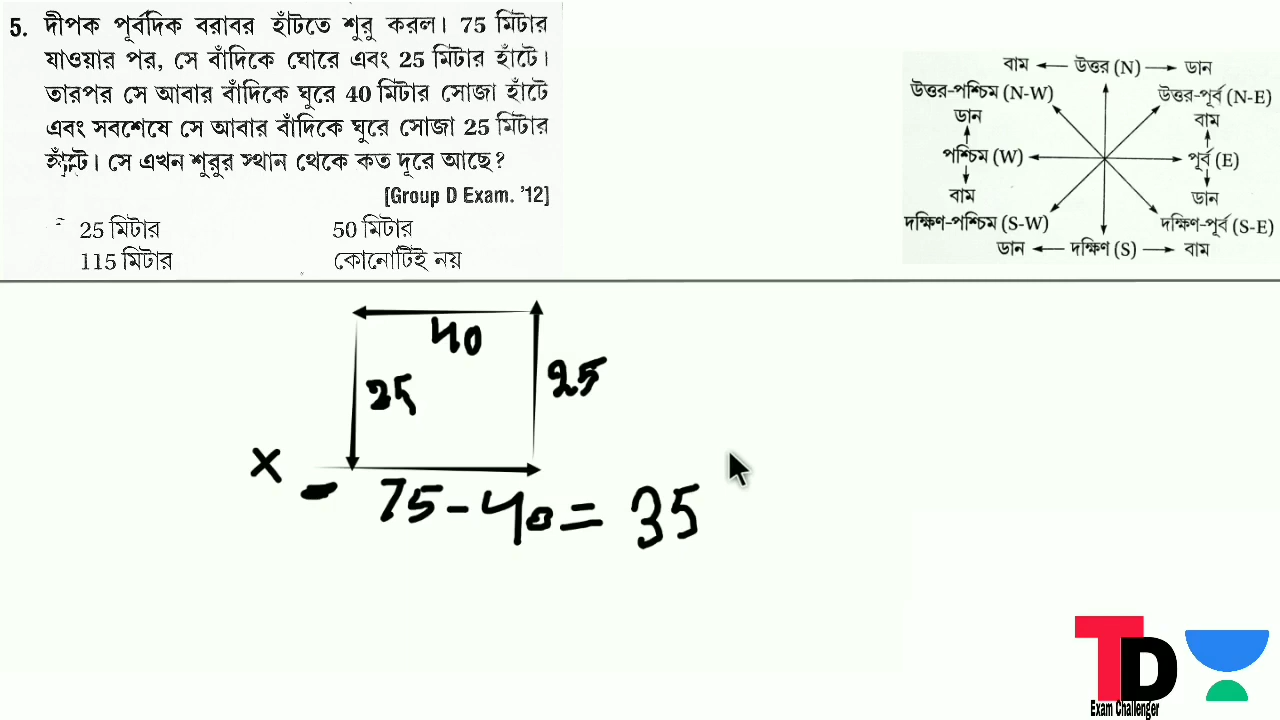 5. দীপক পূর্বদিক বরাবর হাঁটতে শুরু করল। 75 মিটার
যাওয়ার পর, সে বাঁদিকে ঘোরে এবং 25 মিটার হাঁটে।
তারপর সে আবার বাঁদিকে ঘুরে 40 মিটার সোজা হাঁটে
এবং সবশেষে সে আবার বাঁদিকে ঘুরে সোজা 25 মিটার
হাঁটে। সে এখন শুরুর স্থান থেকে কত দূরে আছে?
[Group D Exam. '12]
25 মিটার 50 মিটার
115 মিটার কোনোটিই নয়
বাম উত্তর (N) ডান
উত্তর-পশ্চিম (N-W) উত্তর-পূর্ব (N-E)
ডান বাম
পশ্চিম (W) পূর্ব (E)
বাম ডান
দক্ষিণ-পশ্চিম (S-W) দক্ষিণ-পূর্ব (S-E)
ডান দক্ষিণ (S) বাম
40
25 25
x
- 75-40=35
TD
Exam Challenger